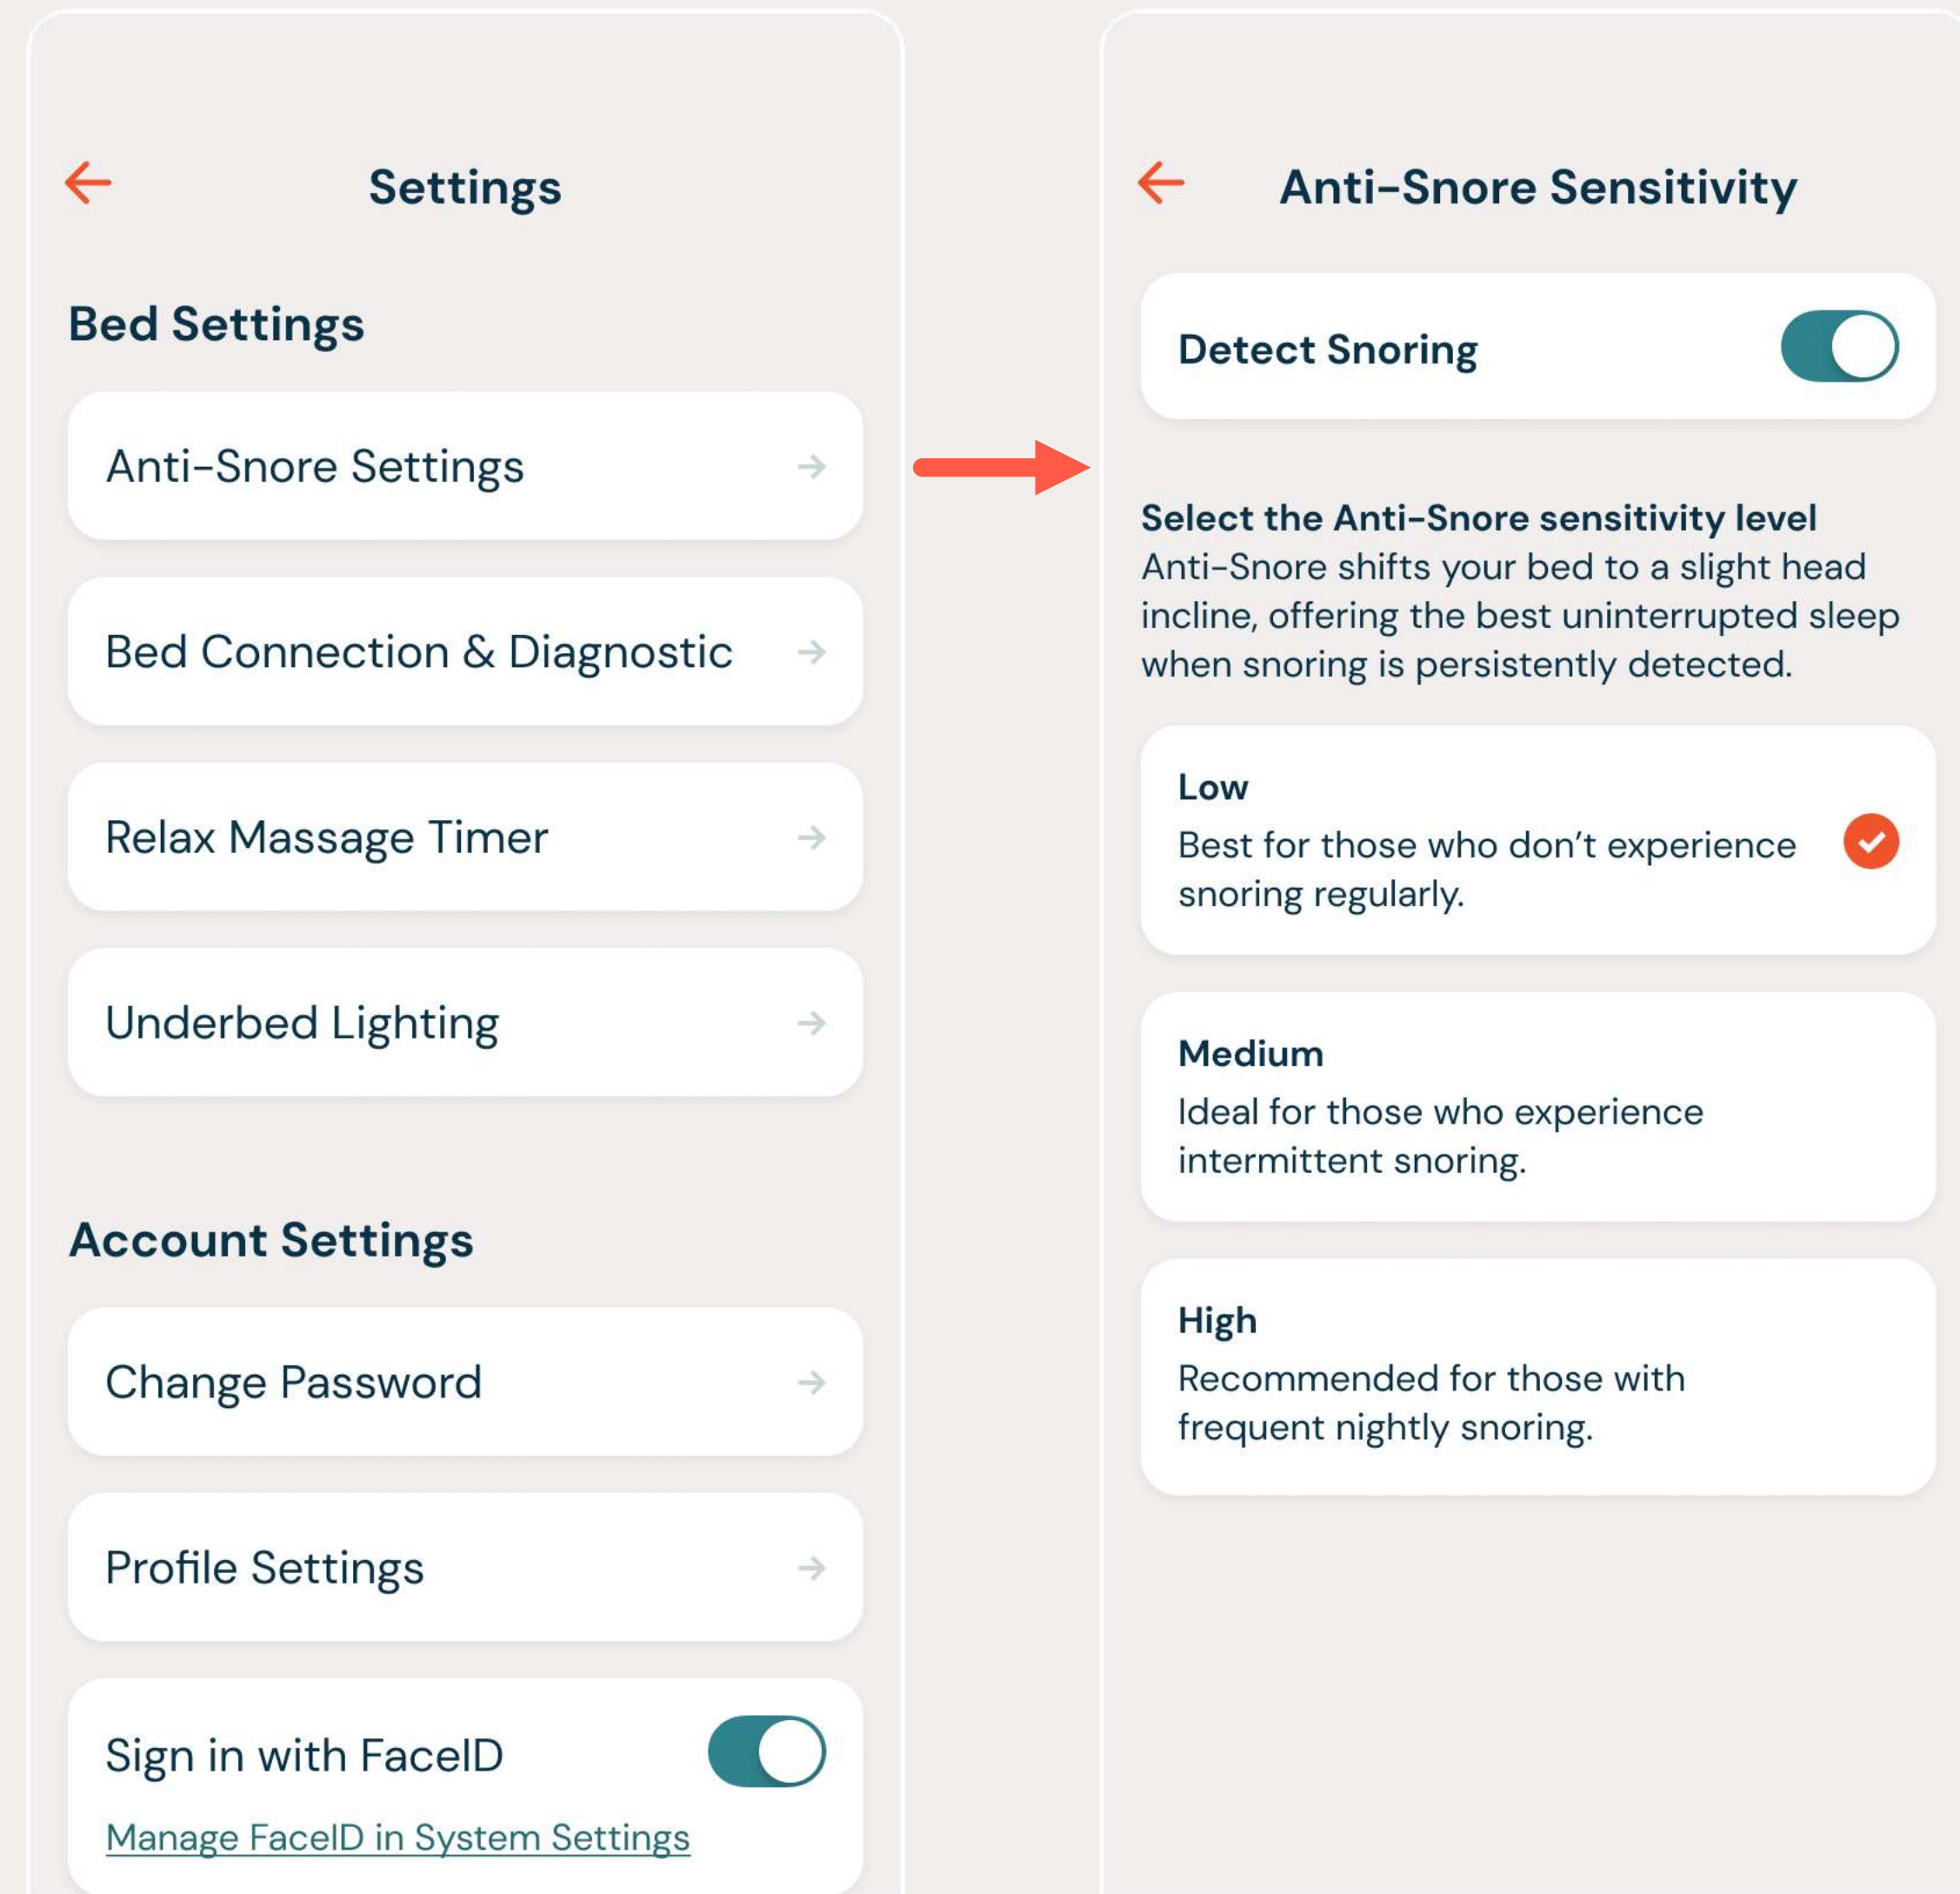 Settings
Bed Settings
Anti-Snore Settings
Bed Connection & Diagnostic
Relax Massage Timer
Underbed Lighting
Account Settings
Change Password
Profile Settings
Sign in with FaceID
Manage FaceID in System Settings
Anti-Snore Sensitivity
Detect Snoring
Select the Anti-Snore sensitivity level
Anti-Snore shifts your bed to a slight head
incline, offering the best uninterrupted sleep
when snoring is persistently detected.
Low
Best for those who don’t experience
snoring regularly.
Medium
Ideal for those who experience
intermittent snoring.
High
Recommended for those with
frequent nightly snoring.